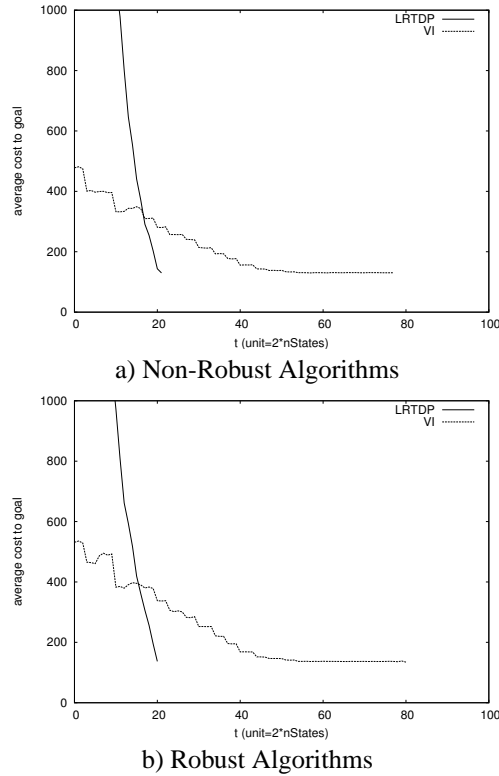 1000
800
600
400
200
0
average cost to goal
LRTDP
VI
0 20 40 60 80 100
t (unit=2*nStates)
a) Non-Robust Algorithms
1000
800
600
400
200
0
average cost to goal
LRTDP
VI
0 20 40 60 80 100
t (unit=2*nStates)
b) Robust Algorithms